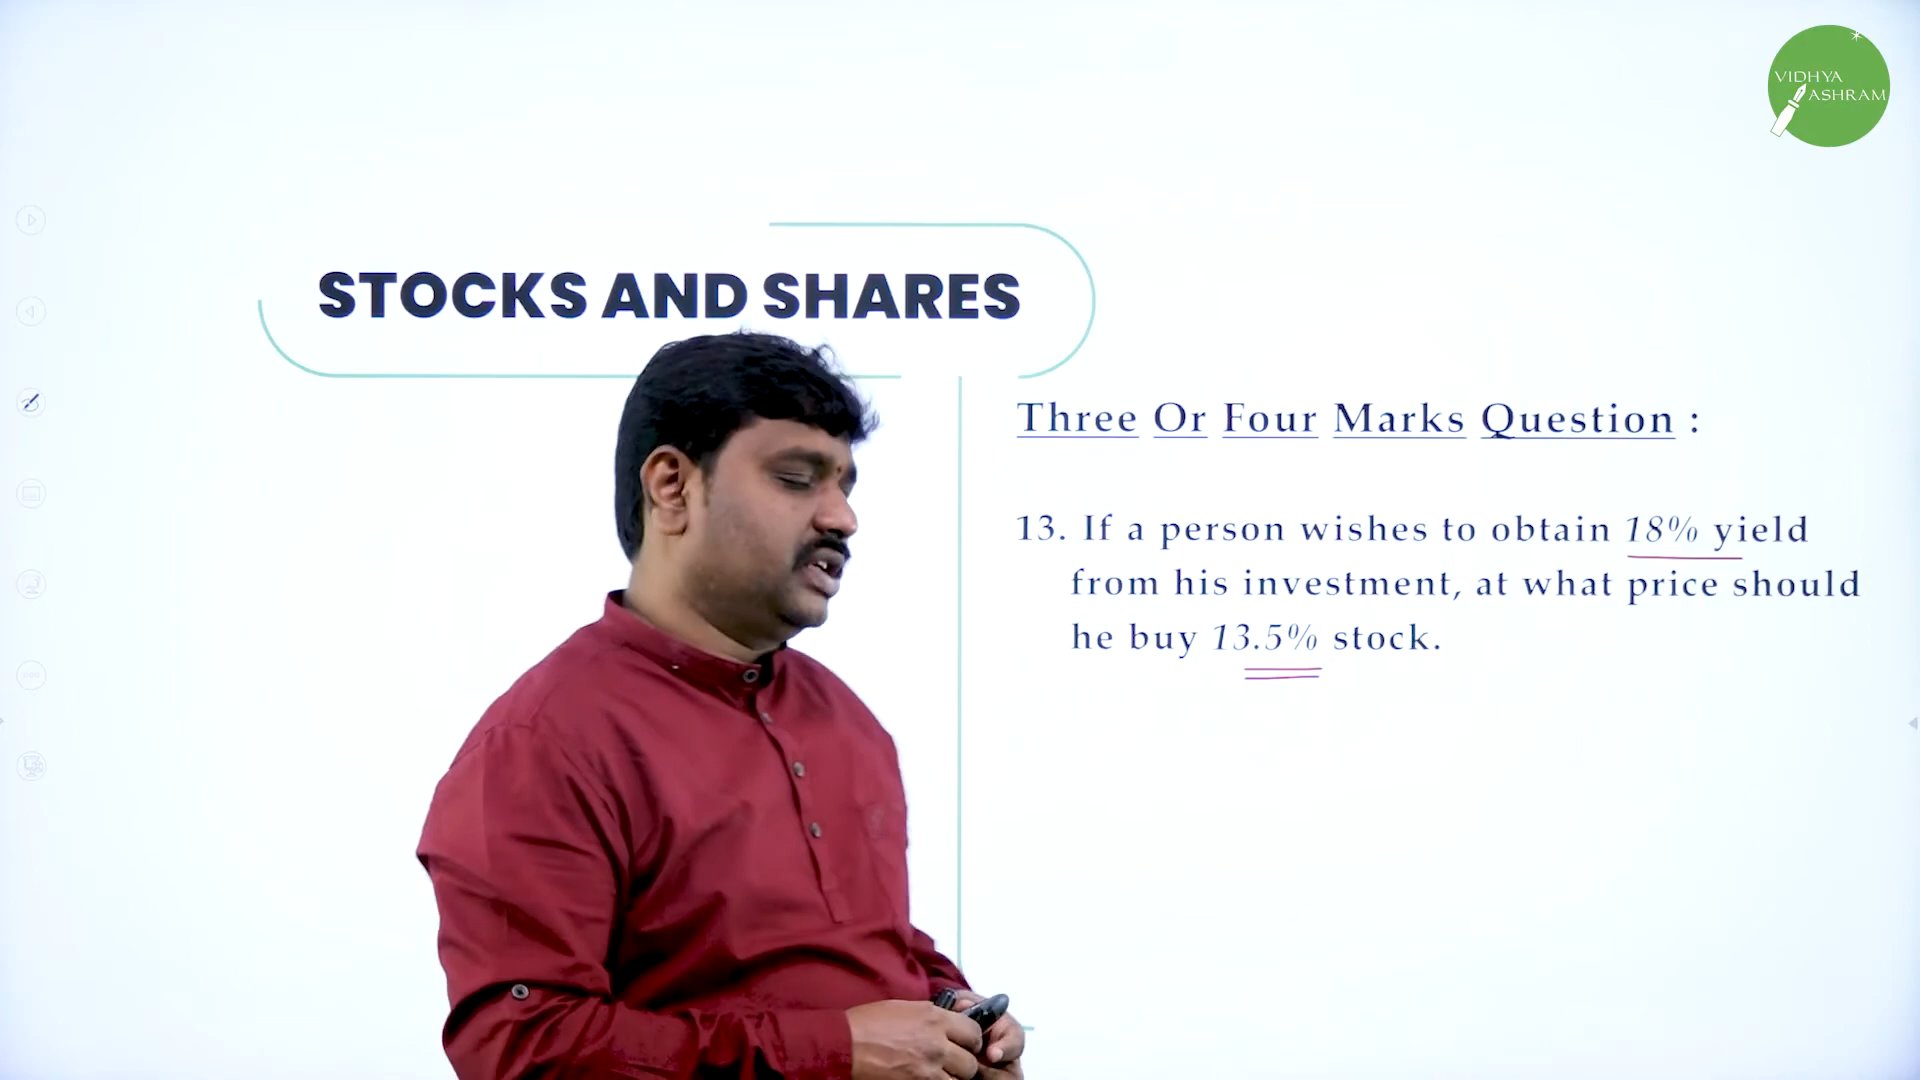 VIDHYA
ASHRAM
STOCKS AND SHARES
Three Or Four Marks Question :
13. If a person wishes to obtain 18% yield
from his investment, at what price should
he buy 13.5% stock.